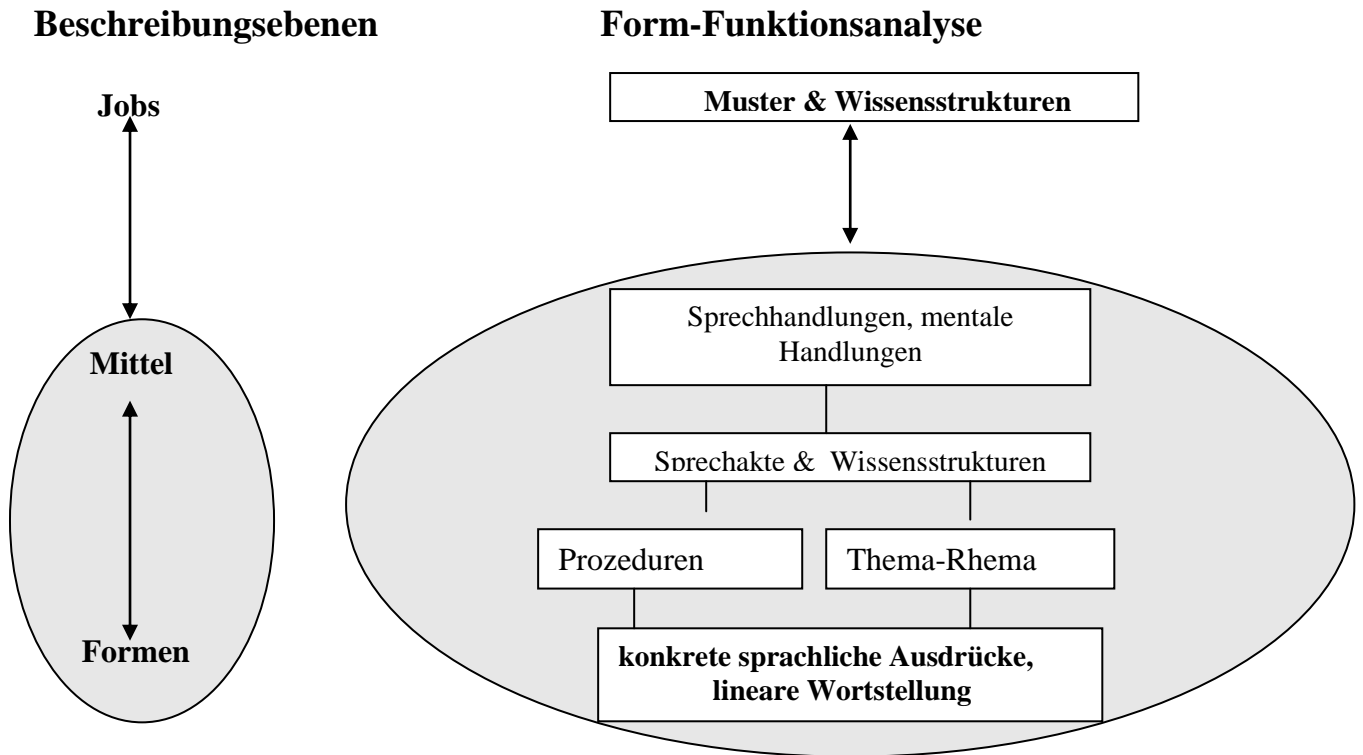 Beschreibungsebenen
Form-Funktionsanalyse
Jobs
Muster & Wissensstrukturen
Mittel
Sprechhandlungen, mentale
Handlungen
Sprechakte & Wissensstrukturen
Prozeduren
Thema-Rhema
Formen
konkrete sprachliche Ausdrücke,
lineare Wortstellung